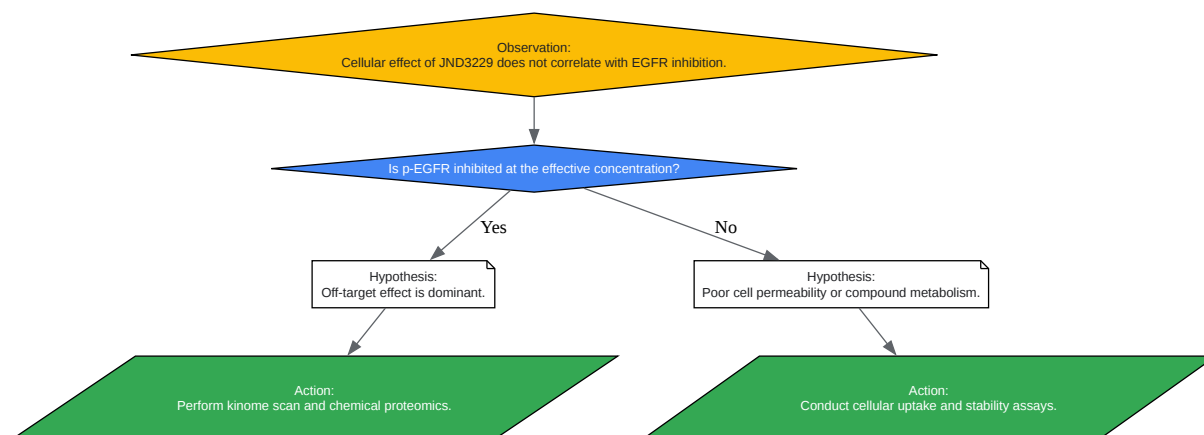 Observation:
Cellular effect of JND3229 does not correlate with EGFR inhibition.
Is p-EGFR inhibited at the effective concentration?
Yes
No
Hypothesis:
Off-target effect is dominant.
Hypothesis:
Poor cell permeability or compound metabolism.
Action:
Perform kinome scan and chemical proteomics.
Action:
Conduct cellular uptake and stability assays.